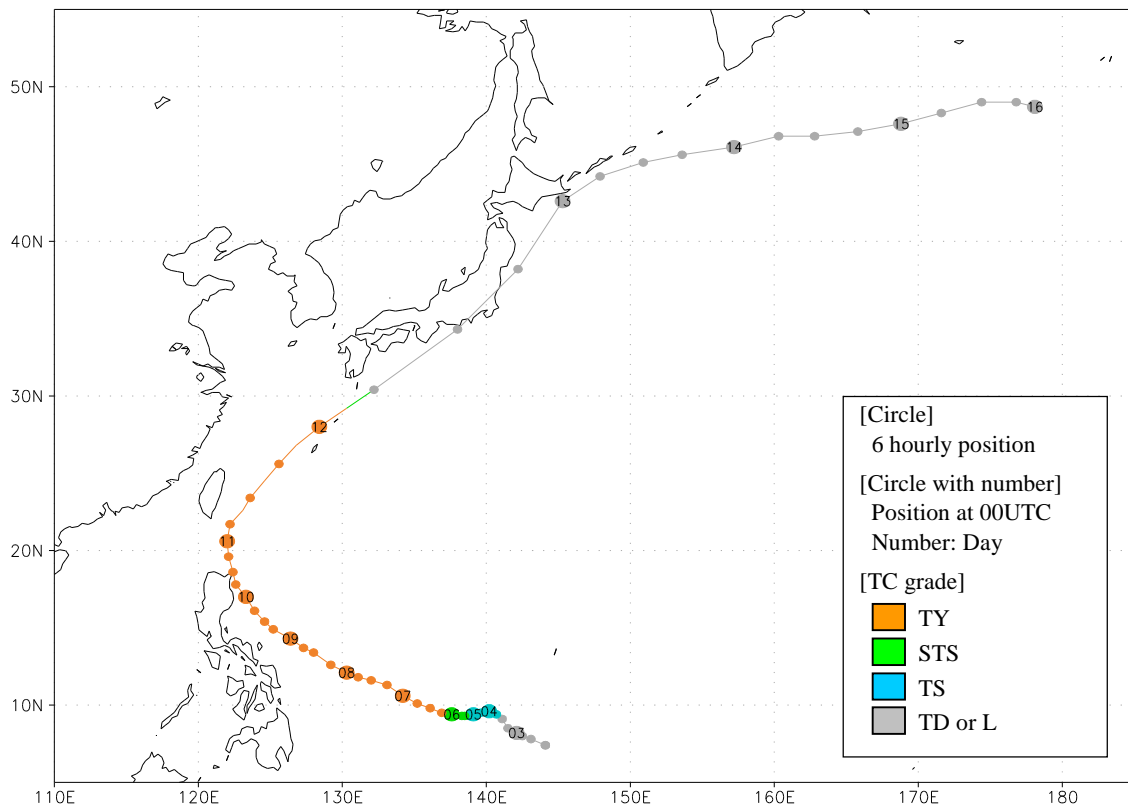 50N
40N
30N
20N
10N
110E 120E 130E 140E 150E 160E 170E 180
16
15
14
13
12
11
10
09
08
07
06 05 04
03
[Circle]
6 hourly position
[Circle with number]
Position at 00UTC
Number: Day
[TC grade]
TY
STS
TS
TD or L